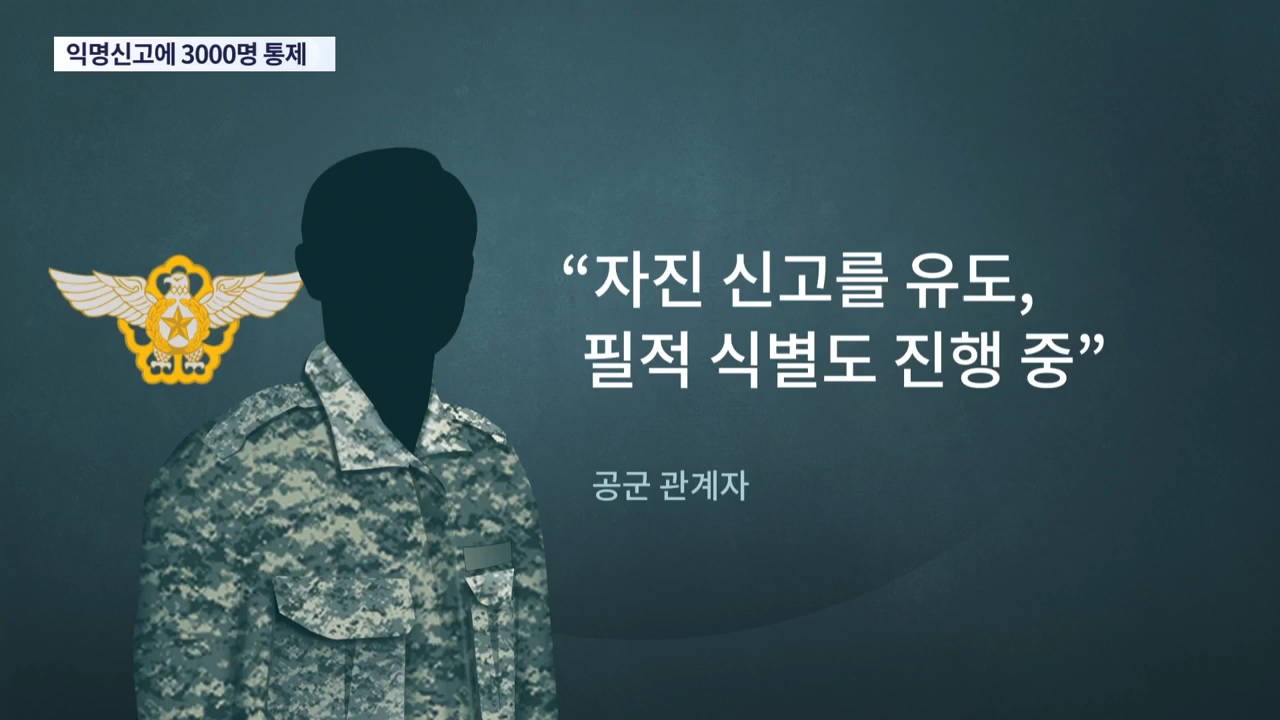 익명신고에 3000명 통제
“자진 신고를 유도,
필적 식별도 진행 중”
공군 관계자